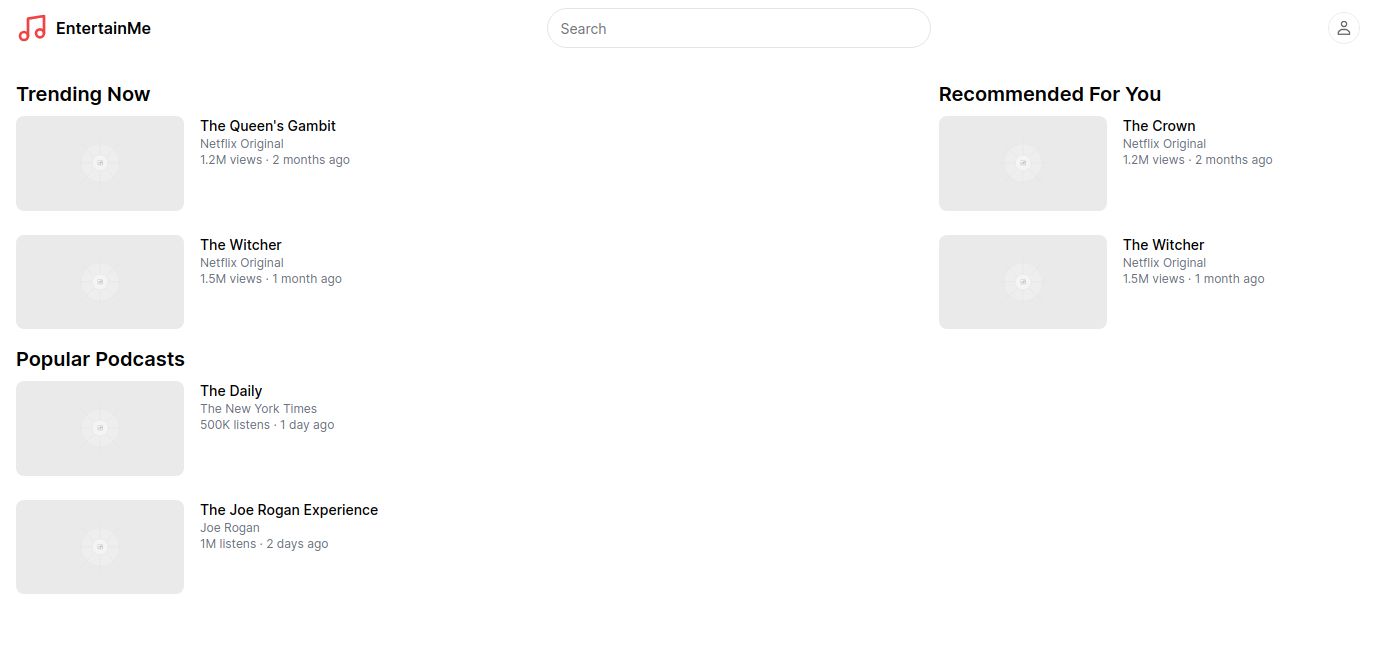 EntertainMe
Search
Trending Now
The Queen's Gambit
Netflix Original
1.2M views · 2 months ago
The Witcher
Netflix Original
1.5M views · 1 month ago
Popular Podcasts
The Daily
The New York Times
500K listens · 1 day ago
The Joe Rogan Experience
Joe Rogan
1M listens · 2 days ago
Recommended For You
The Crown
Netflix Original
1.2M views · 2 months ago
The Witcher
Netflix Original
1.5M views · 1 month ago